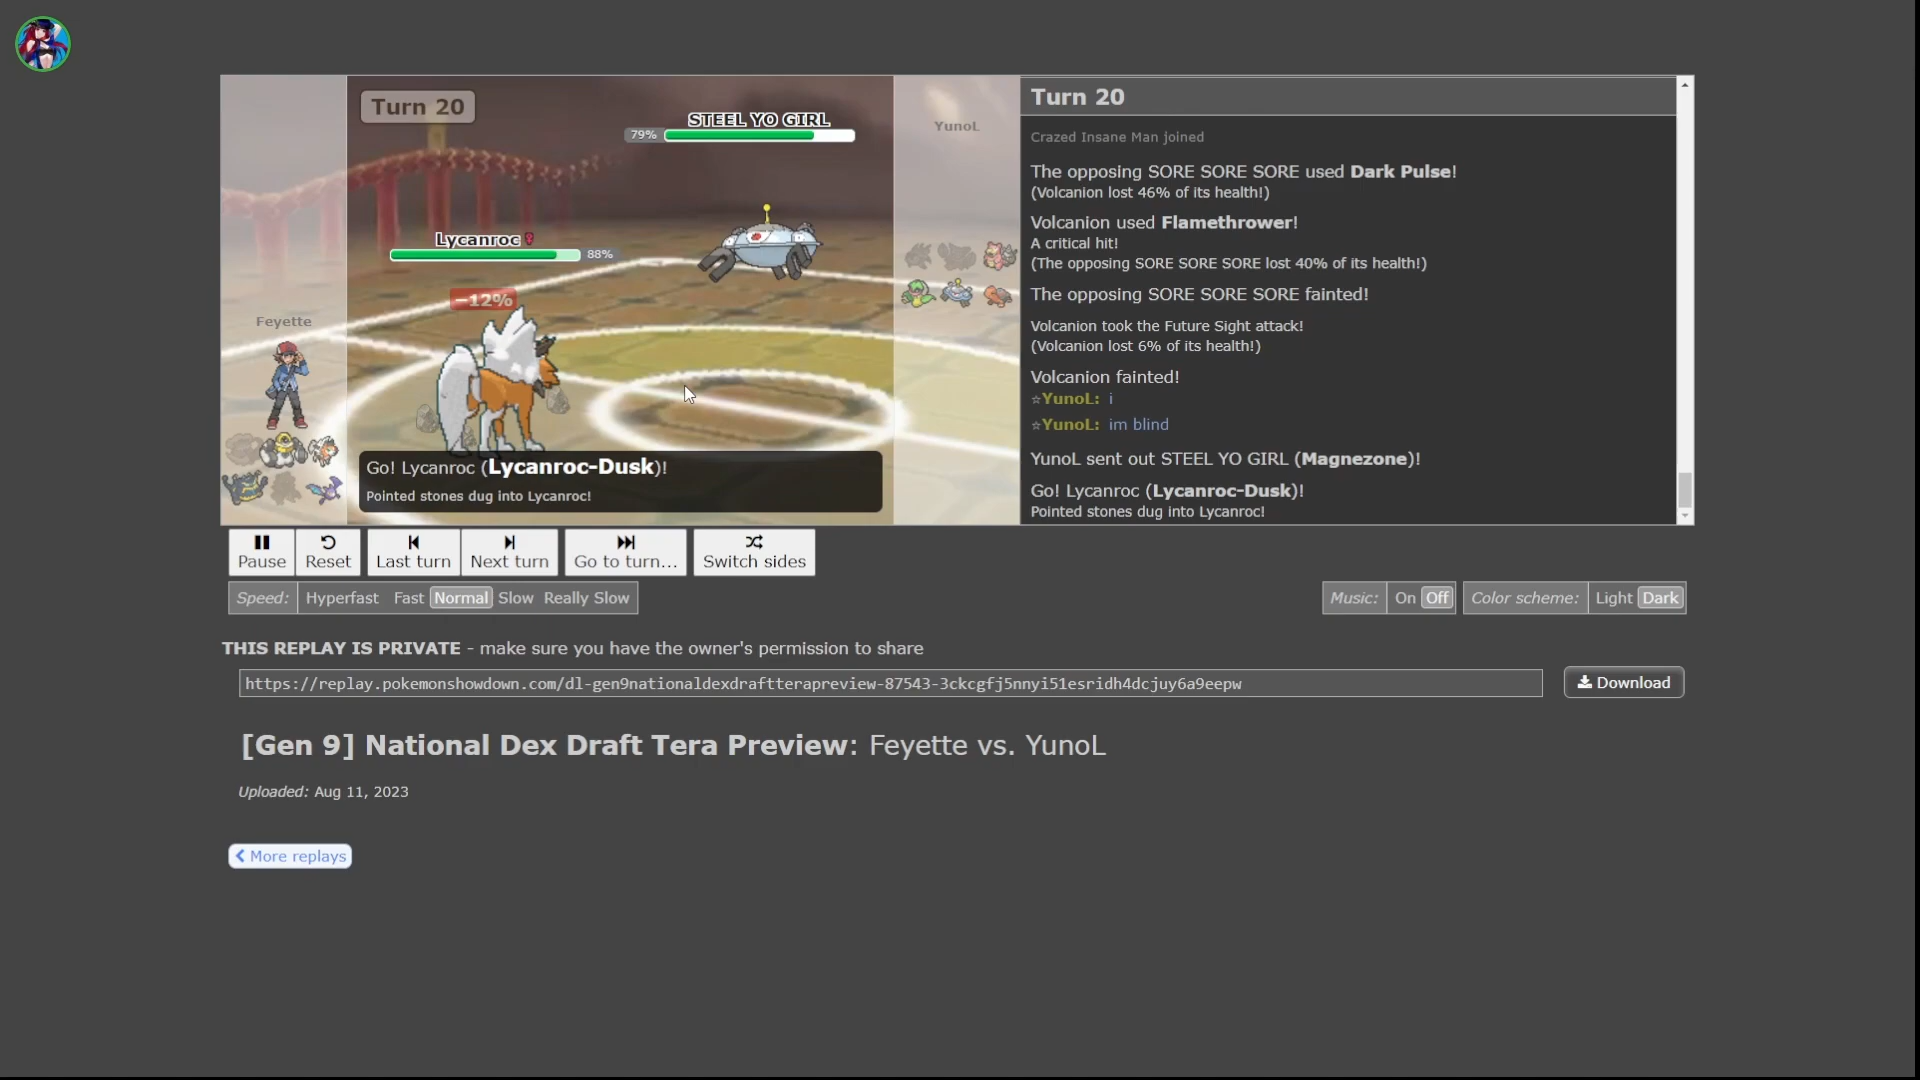 Turn 20
STEEL YO GIRL
79%
Lycanroc
88%
−12%
Feyette
YunoL
Go! Lycanroc (Lycanroc-Dusk)!
Pointed stones dug into Lycanroc!
Turn 20
Crazed Insane Man joined
The opposing SORE SORE SORE used Dark Pulse!
(Volcanion lost 46% of its health!)
Volcanion used Flamethrower!
A critical hit!
(The opposing SORE SORE SORE lost 40% of its health!)
The opposing SORE SORE SORE fainted!
Volcanion took the Future Sight attack!
(Volcanion lost 6% of its health!)
Volcanion fainted!
☆YunoL: i
☆YunoL: im blind
YunoL sent out STEEL YO GIRL (Magnezone)!
Go! Lycanroc (Lycanroc-Dusk)!
Pointed stones dug into Lycanroc!
Pause Reset Last turn Next turn Go to turn... Switch sides
Speed: Hyperfast Fast Normal Slow Really Slow Music: On Off Color scheme: Light Dark
THIS REPLAY IS PRIVATE - make sure you have the owner's permission to share
https://replay.pokemonshowdown.com/dl-gen9nationaldexdraftterapreview-87543-3ckcgfj5nnyi51esridh4dcjuy6a9eepw
Download
[Gen 9] National Dex Draft Tera Preview: Feyette vs. YunoL
Uploaded: Aug 11, 2023
More replays